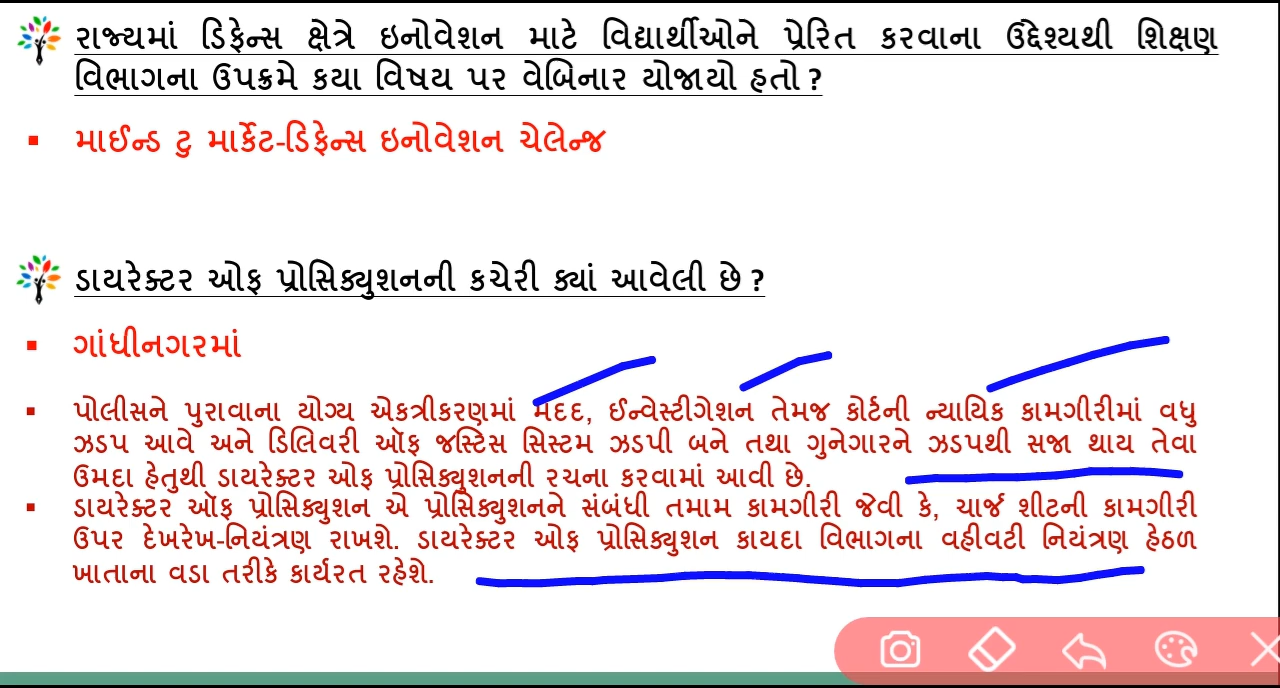 રાજ્યમાં ડિફેન્સ ક્ષેત્રે ઇનોવેશન માટે વિદ્યાર્થીઓને પ્રેરિત કરવાના ઉદ્દેશ્યથી શિક્ષણ
વિભાગના ઉપક્રમે કયા વિષય પર વેબિનાર યોજાયો હતો ?
▪ માઈન્ડ ટુ માર્કેટ-ડિફેન્સ ઇનોવેશન ચેલેન્જ
ડાયરેક્ટર ઓફ પ્રોસિક્યુશનની કચેરી ક્યાં આવેલી છે ?
▪ ગાંધીનગરમાં
▪ પોલીસને પુરાવાના યોગ્ય એકત્રીકરણમાં મદદ, ઈન્વેસ્ટીગેશન તેમજ કોર્ટની ન્યાયિક કામગીરીમાં વધુ
ઝડપ આવે અને ડિલિવરી ઑફ જસ્ટિસ સિસ્ટમ ઝડપી બને તથા ગુનેગારને ઝડપથી સજા થાય તેવા
ઉમદા હેતુથી ડાયરેક્ટર ઓફ પ્રોસિક્યુશનની રચના કરવામાં આવી છે.
▪ ડાયરેક્ટર ઑફ પ્રોસિક્યુશન એ પ્રોસિક્યુશનને સંબંધી તમામ કામગીરી જેવી કે, ચાર્જ શીટની કામગીરી
ઉપર દેખરેખ-નિયંત્રણ રાખશે. ડાયરેક્ટર ઓફ પ્રોસિક્યુશન કાયદા વિભાગના વહીવટી નિયંત્રણ હેઠળ
ખાતાના વડા તરીકે કાર્યરત રહેશે.